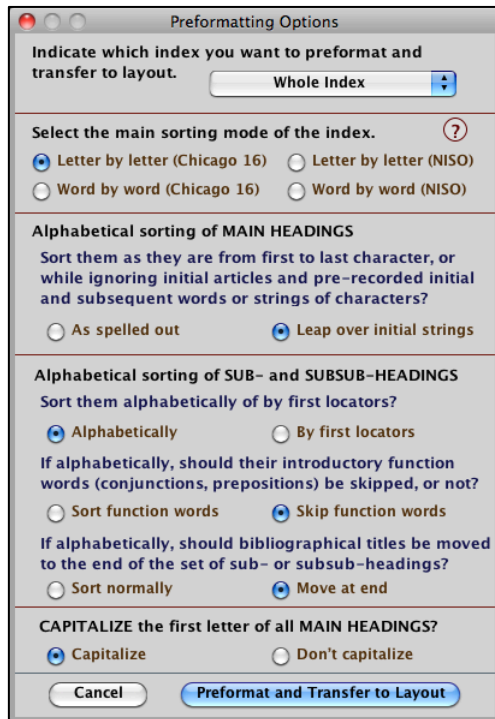 Preformatting Options
Indicate which index you want to preformat and
transfer to layout.
Whole Index
Select the main sorting mode of the index. ?
Letter by letter (Chicago 16) Letter by letter (NISO)
Word by word (Chicago 16) Word by word (NISO)
Alphabetical sorting of MAIN HEADINGS
Sort them as they are from first to last character, or
while ignoring initial articles and pre-recorded initial
and subsequent words or strings of characters?
As spelled out Leap over initial strings
Alphabetical sorting of SUB- and SUBSUB-HEADINGS
Sort them alphabetically of by first locators?
Alphabetically By first locators
If alphabetically, should their introductory function
words (conjunctions, prepositions) be skipped, or not?
Sort function words Skip function words
If alphabetically, should bibliographical titles be moved
to the end of the set of sub- or subsub-headings?
Sort normally Move at end
CAPITALIZE the first letter of all MAIN HEADINGS?
Capitalize Don't capitalize
Cancel Preformat and Transfer to Layout